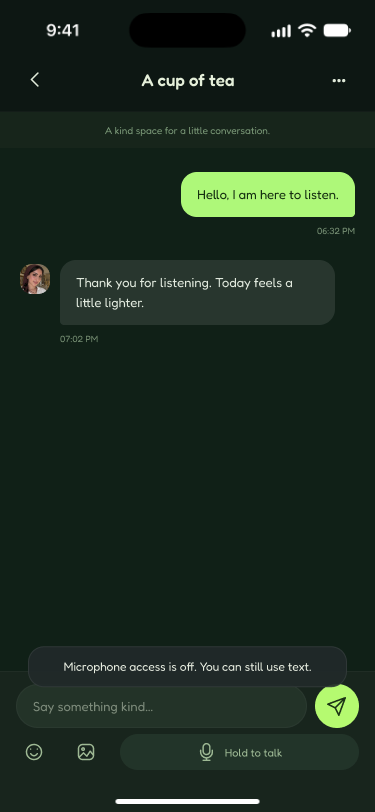 9:41
A cup of tea
A kind space for a little conversation.
Hello, I am here to listen.
06:32 PM
Thank you for listening. Today feels a
little lighter.
07:02 PM
Microphone access is off. You can still use text.
Say something kind...
Hold to talk